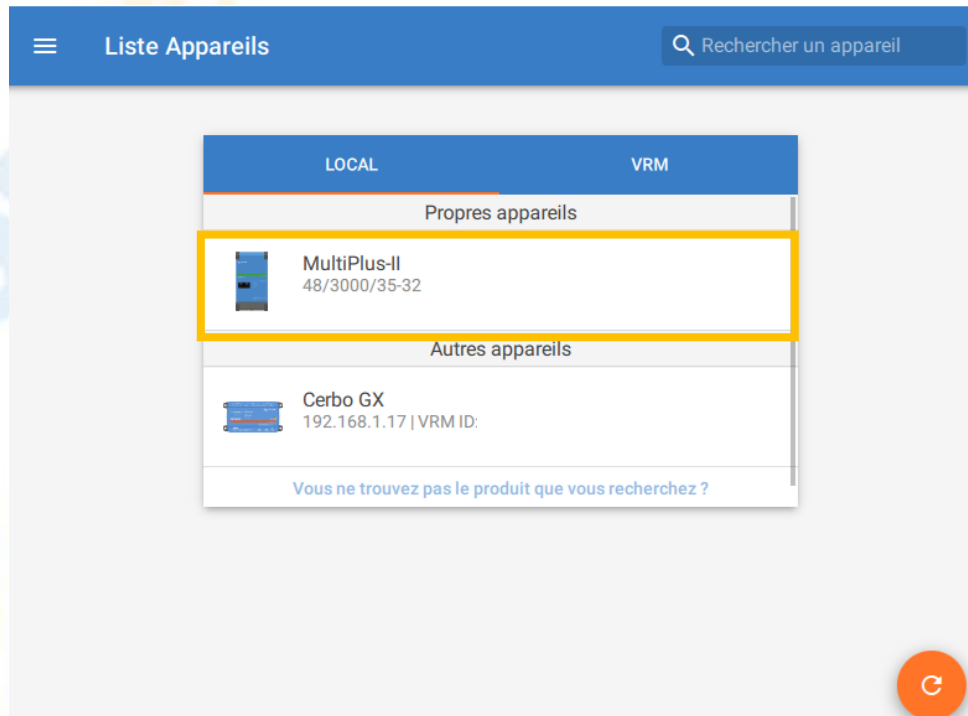 Liste Appareils
Rechercher un appareil
LOCAL
VRM
Propres appareils
MultiPlus-II
48/3000/35-32
Autres appareils
Cerbo GX
192.168.1.17 | VRM ID:
Vous ne trouvez pas le produit que vous recherchez ?